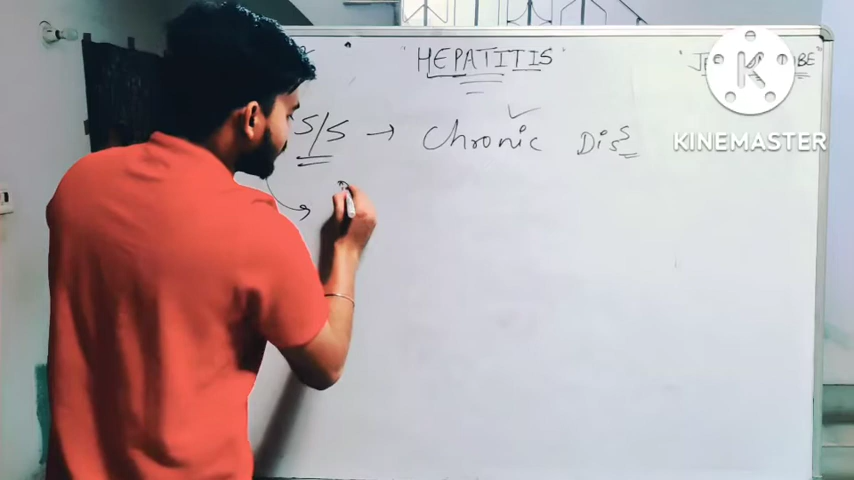 " HEPATITIS "
S/S → Chronic Dis
KINEMASTER